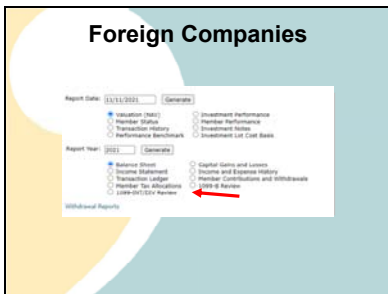 Foreign Companies
Report Date: 11/11/2021 Generate
Valuation (NAV) Investment Performance
Member Status Member Performance
Transaction History Investment Notes
Performance Benchmark Investment Lot Cost Basis
Report Year: 2021 Generate
Balance Sheet Capital Gains and Losses
Income Statement Income and Expense History
Transaction Ledger Member Contributions and Withdrawals
Member Tax Allocations 1099-B Review
1099-INT/DIV Review
Withdrawal Reports